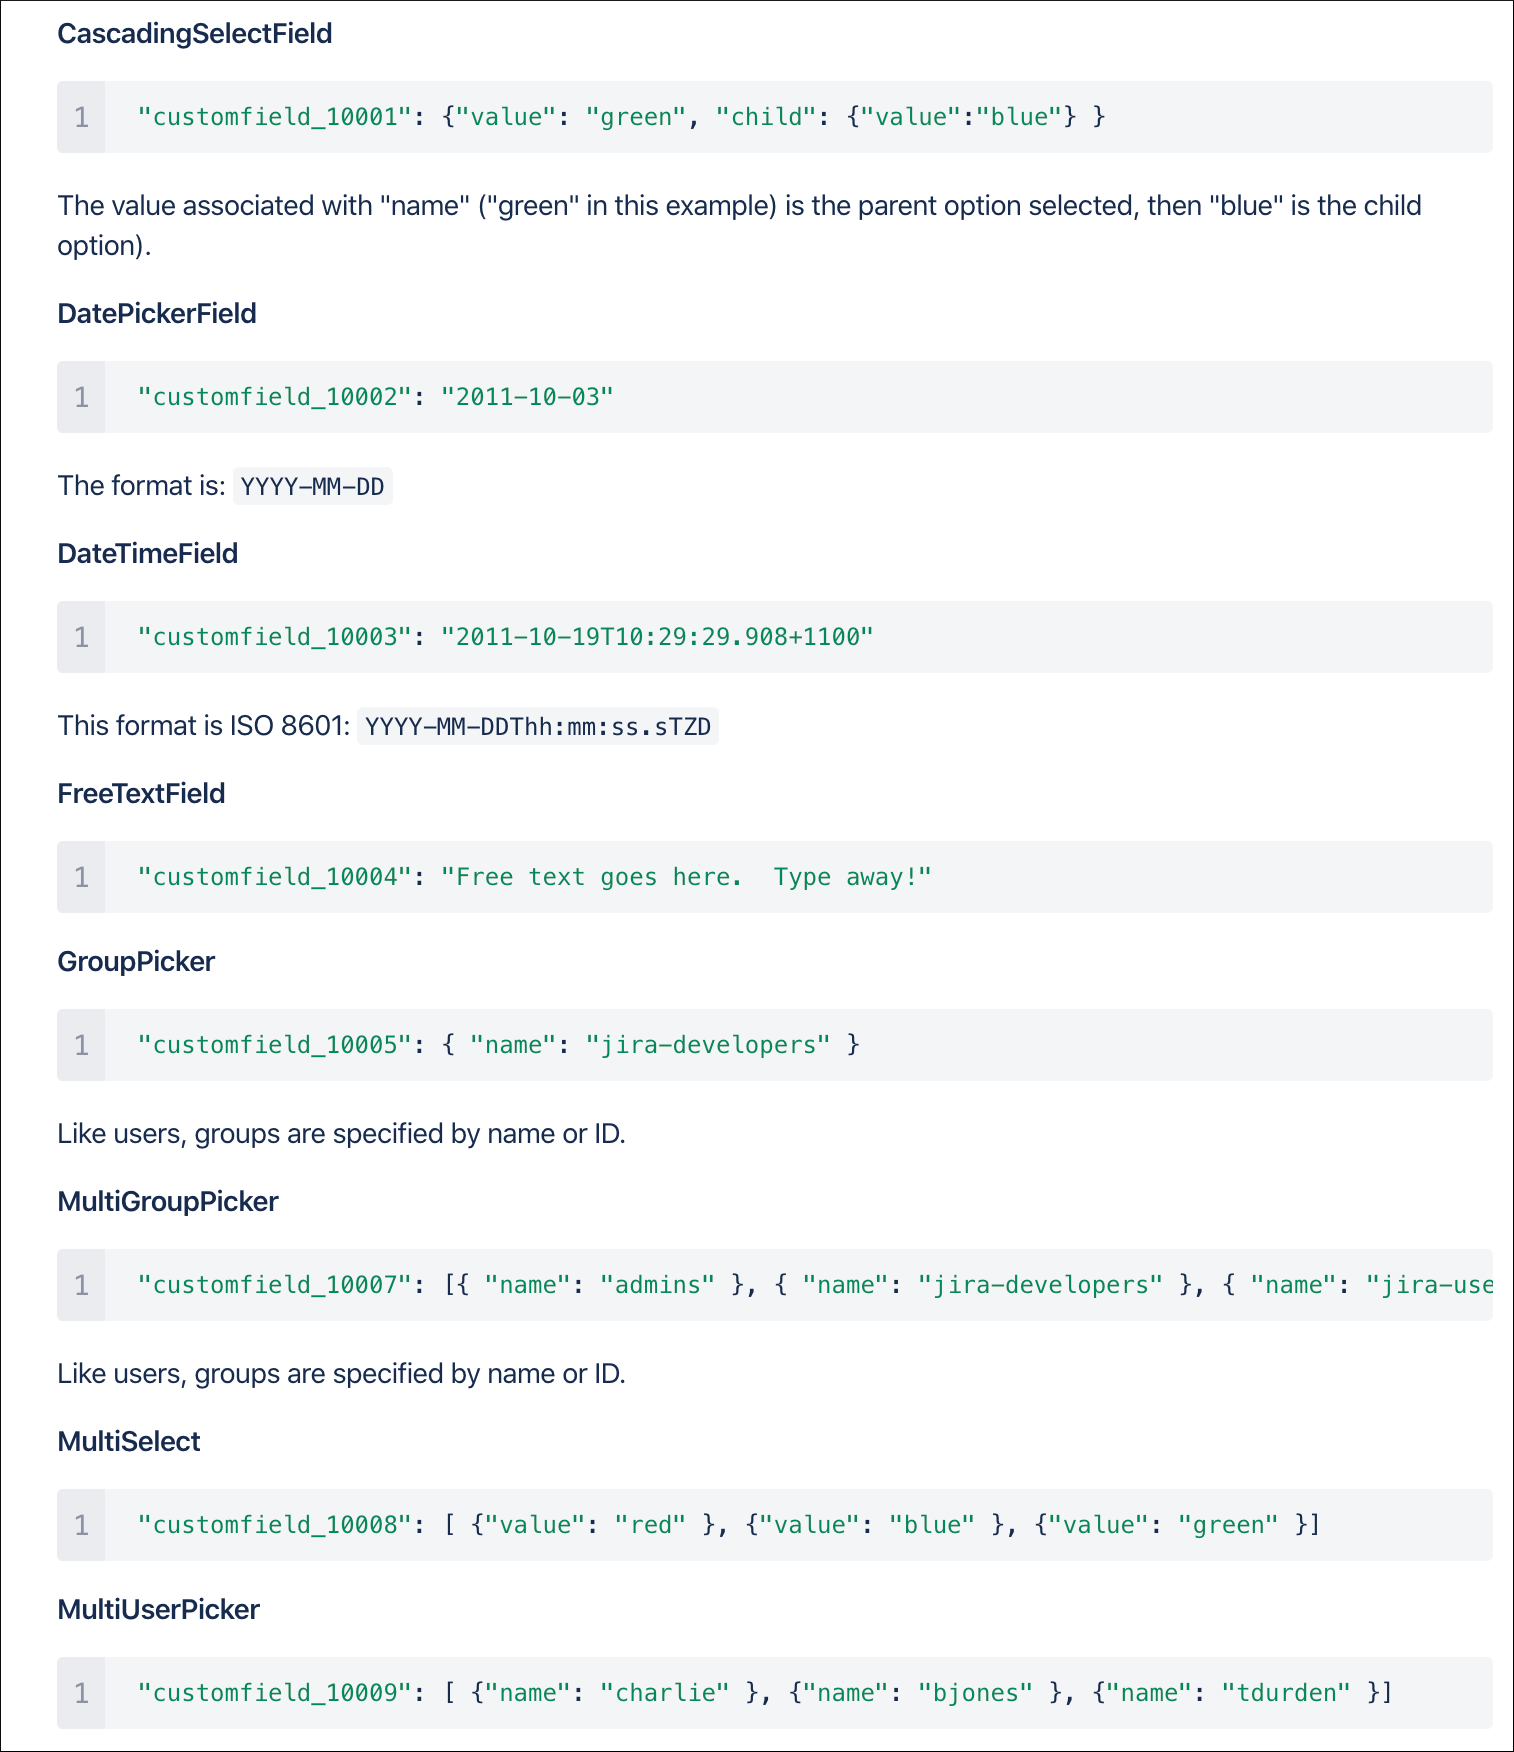 CascadingSelectField
1 "customfield_10001": {"value": "green", "child": {"value":"blue"} }
The value associated with "name" ("green" in this example) is the parent option selected, then "blue" is the child
option).
DatePickerField
1 "customfield_10002": "2011-10-03"
The format is: YYYY-MM-DD
DateTimeField
1 "customfield_10003": "2011-10-19T10:29:29.908+1100"
This format is ISO 8601: YYYY-MM-DDThh:mm:ss.sTZD
FreeTextField
1 "customfield_10004": "Free text goes here.  Type away!"
GroupPicker
1 "customfield_10005": { "name": "jira-developers" }
Like users, groups are specified by name or ID.
MultiGroupPicker
1 "customfield_10007": [{ "name": "admins" }, { "name": "jira-developers" }, { "name": "jira-use
Like users, groups are specified by name or ID.
MultiSelect
1 "customfield_10008": [ {"value": "red" }, {"value": "blue" }, {"value": "green" }]
MultiUserPicker
1 "customfield_10009": [ {"name": "charlie" }, {"name": "bjones" }, {"name": "tdurden" }]